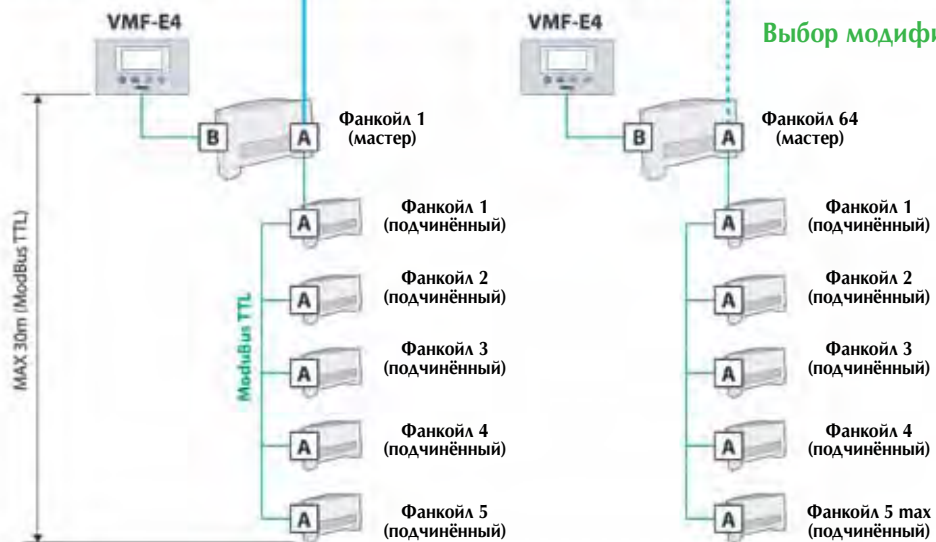 VMF-E4
VMF-E4
Выбор модифи
B
A
Фанкойл 1
(мастер)
B
A
Фанкойл 64
(мастер)
MAX 30m (ModBus TTL)
ModuBus TTL
A
Фанкойл 1
(подчинённый)
A
Фанкойл 2
(подчинённый)
A
Фанкойл 3
(подчинённый)
A
Фанкойл 4
(подчинённый)
A
Фанкойл 5
(подчинённый)
A
Фанкойл 1
(подчинённый)
A
Фанкойл 2
(подчинённый)
A
Фанкойл 3
(подчинённый)
A
Фанкойл 4
(подчинённый)
A
Фанкойл 5 max
(подчинённый)